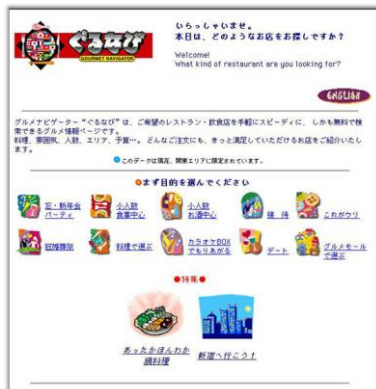 ぐるなび
GOURMET NAVIGATOR
いらっしゃいませ。
本日は、どのようなお店をお探しですか？
Welcome!
What kind of restaurant are you looking for?
ENGLISH
グルメナビゲーター“ぐるなび”は、ご希望のレストラン・飲食店を手軽にスピーディに、しかも無料で検
索できるグルメ情報ページです。
料理、雰囲気、人数、エリア、予算…。どんなご注文にも、きっと満足していただけるお店をご紹介いたし
ます。
このデータは現在、関東エリアに限定されています。
まず目的を選んでください
忘・新年会
パーティ
小人数
食事中心
小人数
お酒中心
接 待
これがウリ
冠婚葬祭
料理で選ぶ
カラオケBOX
でもりあがる
デート
グルメモール
で選ぶ
●特集●
あったかほんわか
鍋料理
新宿へ行こう！